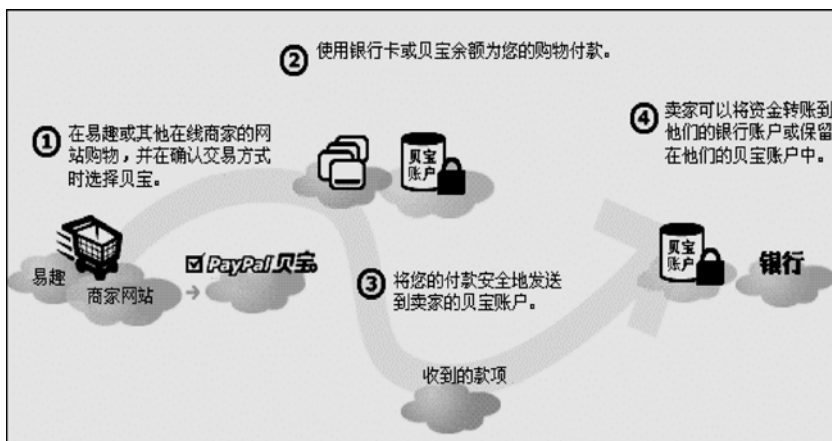 ② 使用银行卡或贝宝余额为您的购物付款。
① 在易趣或其他在线商家的网
站购物，并在确认交易方式
时选择贝宝。
④ 卖家可以将资金转账到
他们的银行账户或保留
在他们的贝宝账户中。
贝宝
账户
易趣
商家网站
PayPal 贝宝
③ 将您的付款安全地发送
到卖家的贝宝账户。
贝宝
账户
银行
收到的款项